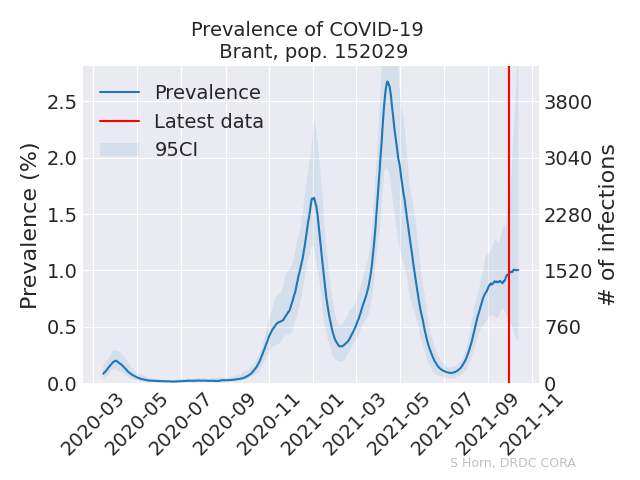 Prevalence of COVID-19
Brant, pop. 152029
Prevalence
Latest data
95CI
Prevalence (%)
2.5
2.0
1.5
1.0
0.5
0.0
3800
3040
2280
1520
760
0
# of infections
2020-03
2020-05
2020-07
2020-09
2020-11
2021-01
2021-03
2021-05
2021-07
2021-09
2021-11
S Horn, DRDC CORA